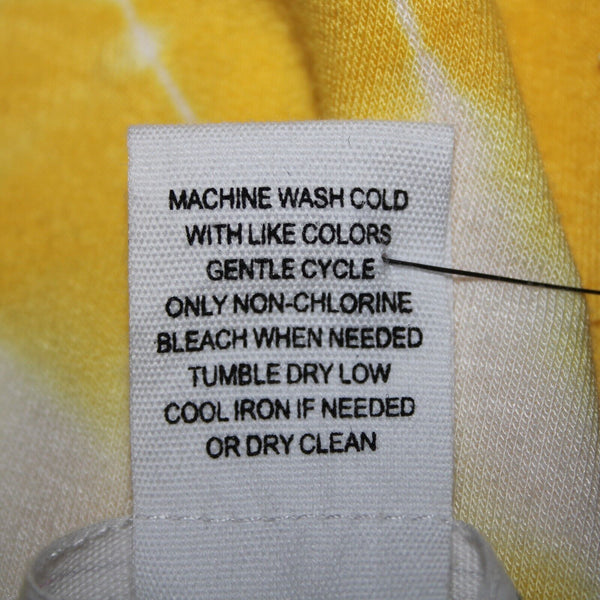 MACHINE WASH COLD
WITH LIKE COLORS
GENTLE CYCLE
ONLY NON-CHLORINE
BLEACH WHEN NEEDED
TUMBLE DRY LOW
COOL IRON IF NEEDED
OR DRY CLEAN